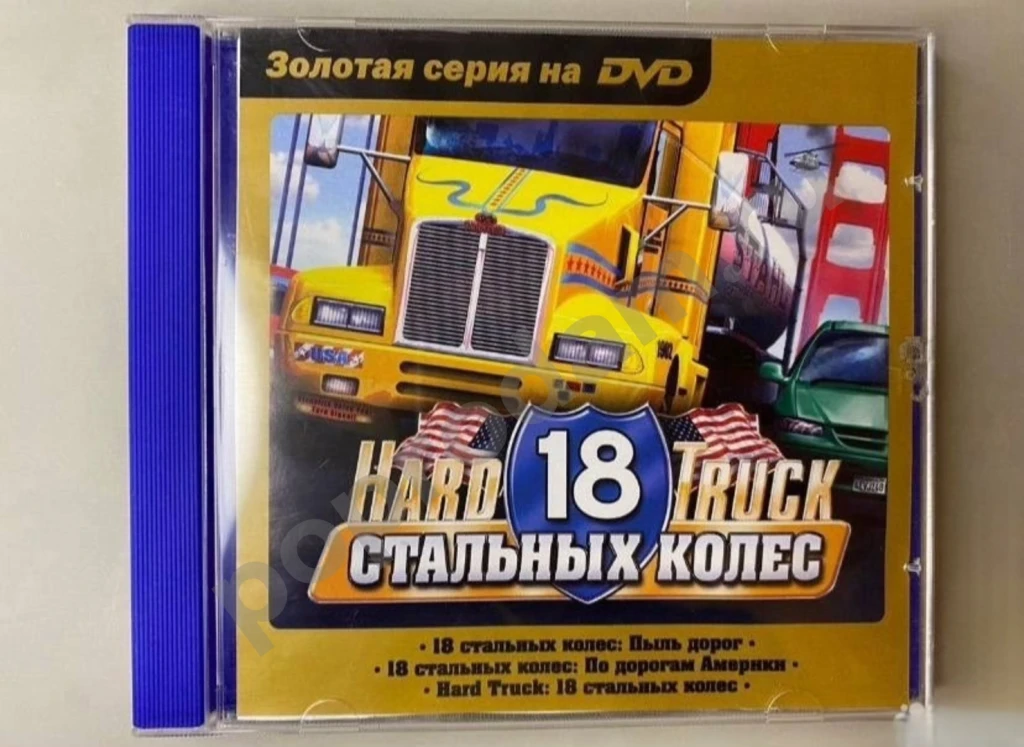 Золотая серия на DVD
USA
HARD 18 TRUCK
СТАЛЬНЫХ КОЛЕС
• 18 стальных колес: Пыль дорог •
• 18 стальных колес: По дорогам Америки •
• Hard Truck: 18 стальных колес •